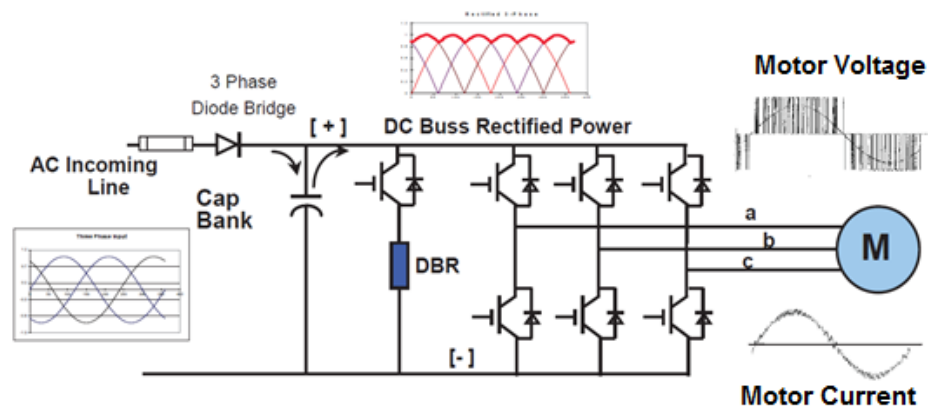 Rectified 3-Phase
3 Phase
Diode Bridge
[ + ]
DC Buss Rectified Power
Motor Voltage
AC Incoming
Line
Cap
Bank
DBR
a
b
c
M
Three Phase Input
[-]
Motor Current